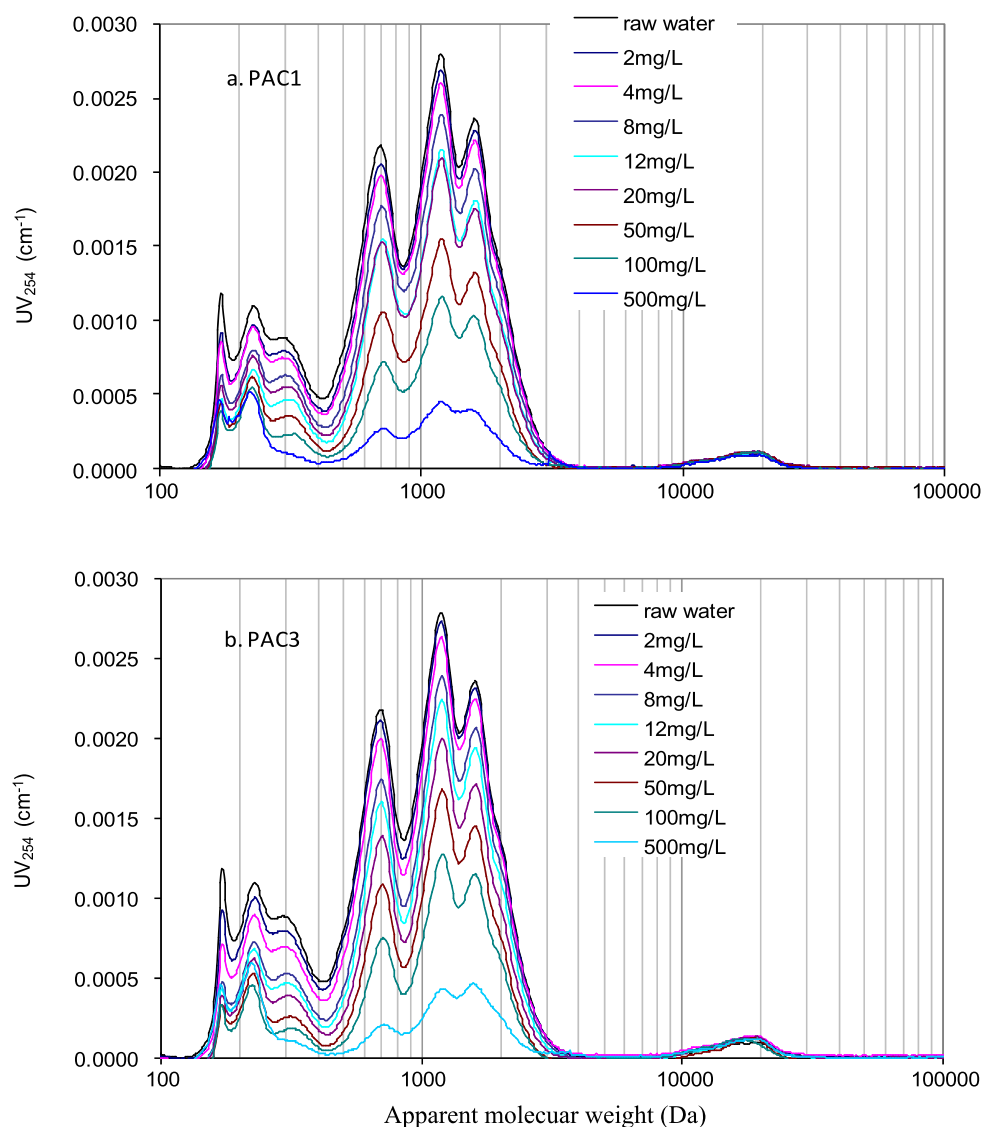 0.0030
0.0025
0.0020
0.0015
0.0010
0.0005
0.0000
UV254 (cm-1)
a. PAC1
raw water
2mg/L
4mg/L
8mg/L
12mg/L
20mg/L
50mg/L
100mg/L
500mg/L
100 1000 10000 100000
0.0030
0.0025
0.0020
0.0015
0.0010
0.0005
0.0000
UV254 (cm-1)
b. PAC3
raw water
2mg/L
4mg/L
8mg/L
12mg/L
20mg/L
50mg/L
100mg/L
500mg/L
100 1000 10000 100000
Apparent molecuar weight (Da)